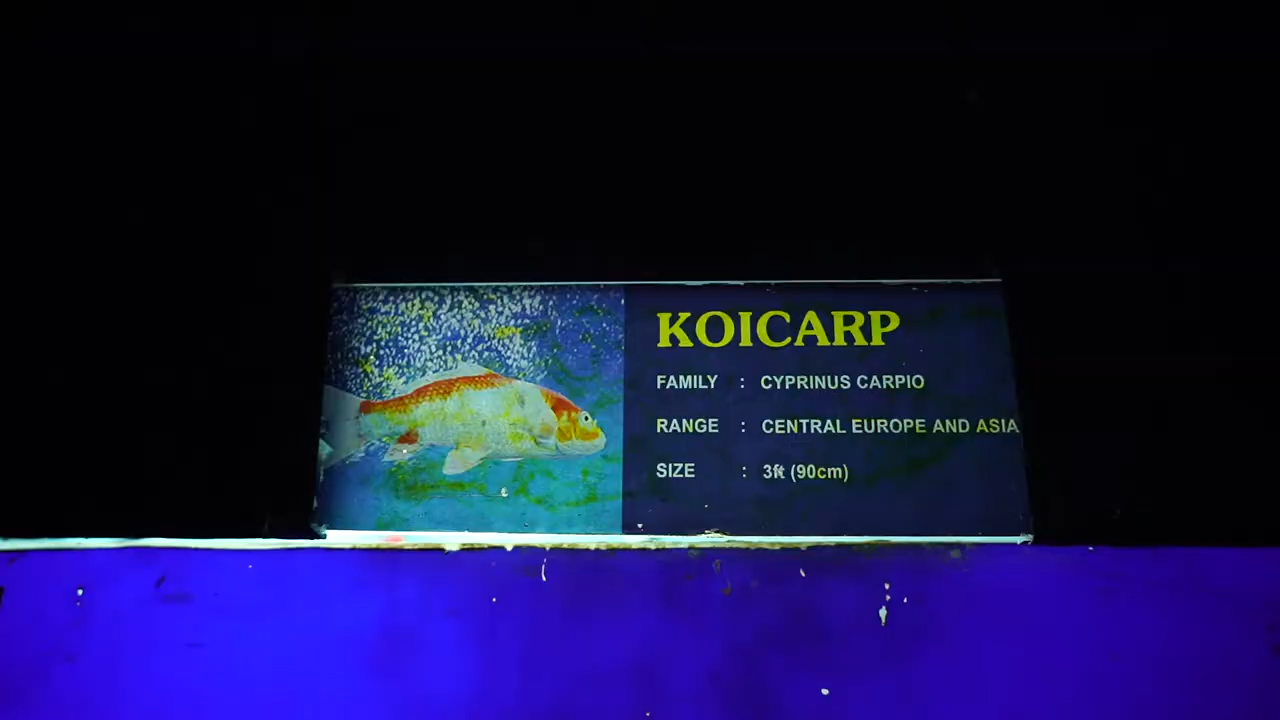 KOICARP
FAMILY : CYPRINUS CARPIO
RANGE : CENTRAL EUROPE AND ASIA
SIZE : 3ft (90cm)